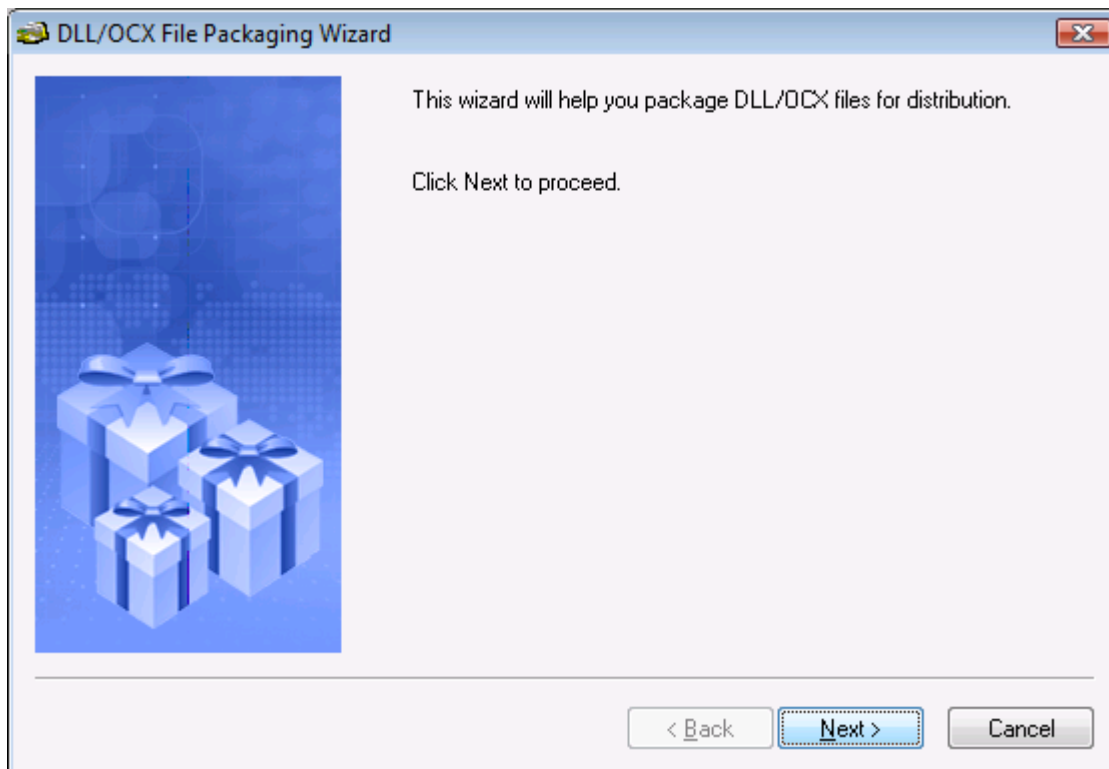 DLL/OCX File Packaging Wizard
This wizard will help you package DLL/OCX files for distribution.
Click Next to proceed.
< Back
Next >
Cancel